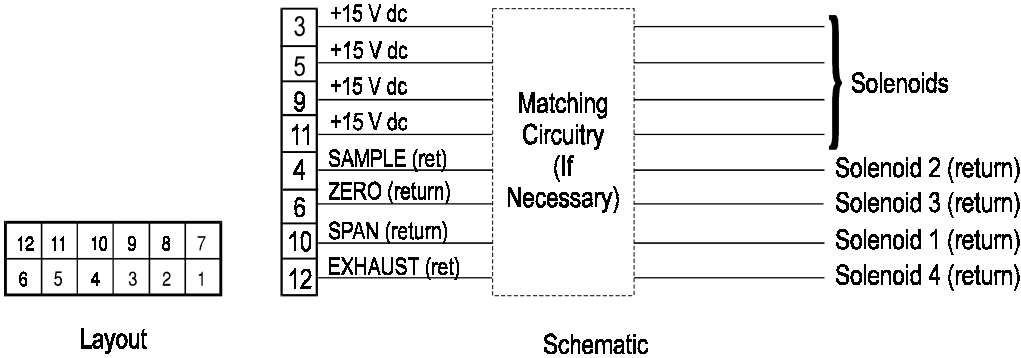 3 +15 V dc
5 +15 V dc
9 +15 V dc
11 +15 V dc
Solenoids
4 SAMPLE (ret) Solenoid 2 (return)
6 ZERO (return) Solenoid 3 (return)
10 SPAN (return) Solenoid 1 (return)
12 EXHAUST (ret) Solenoid 4 (return)
Matching
Circuitry
(If
Necessary)
12 11 10 9 8 7
6 5 4 3 2 1
Layout
Schematic